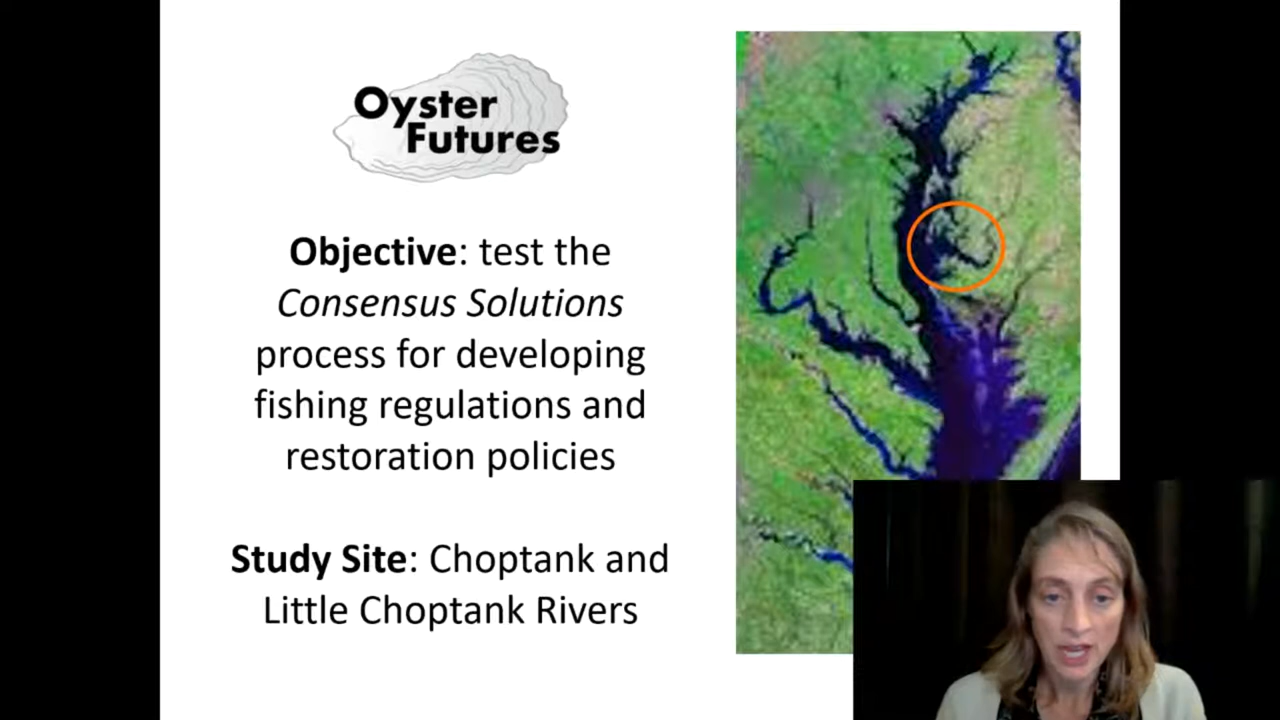 Oyster
Futures
Objective: test the
Consensus Solutions
process for developing
fishing regulations and
restoration policies
Study Site: Choptank and
Little Choptank Rivers